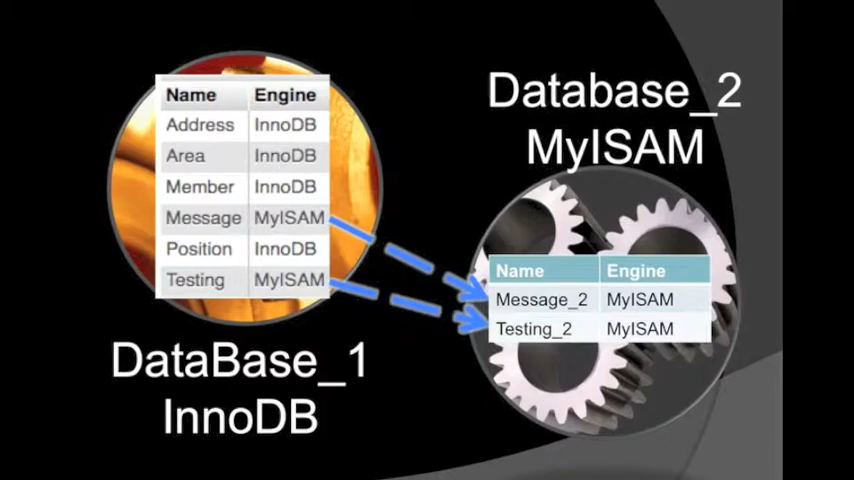 Name Engine
Address InnoDB
Area InnoDB
Member InnoDB
Message MyISAM
Position InnoDB
Testing MyISAM
DataBase_1
InnoDB
Database_2
MyISAM
Name Engine
Message_2 MyISAM
Testing_2 MyISAM